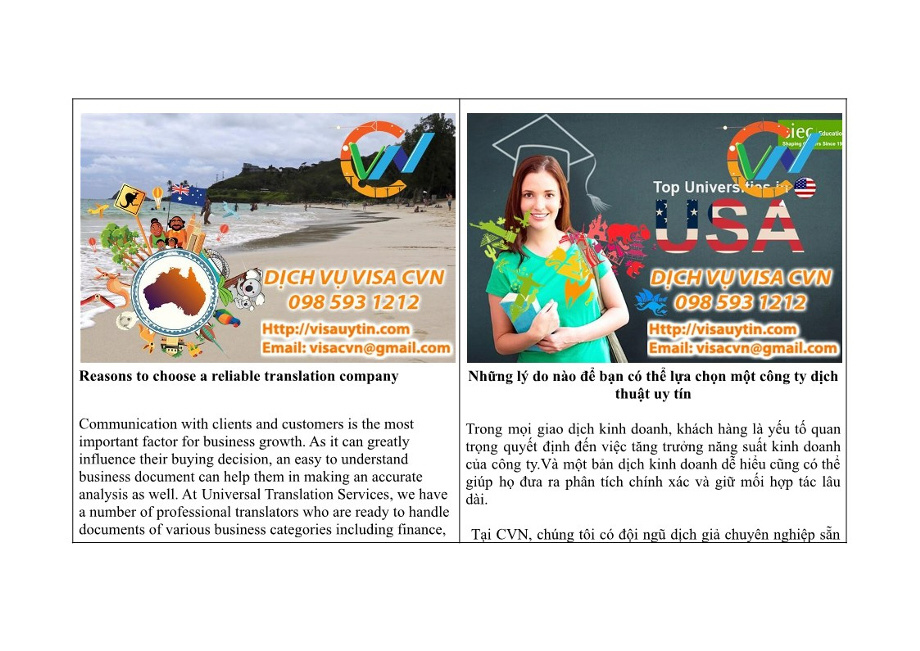 CVN
DỊCH VỤ VISA CVN
098 593 1212
Http://visauytin.com
Email: visacvn@gmail.com
Reasons to choose a reliable translation company
Communication with clients and customers is the most
important factor for business growth. As it can greatly
influence their buying decision, an easy to understand
business document can help them in making an accurate
analysis as well. At Universal Translation Services, we have
a number of professional translators who are ready to handle
documents of various business categories including finance,
CVN
siec Education
Top Universities in
USA
DỊCH VỤ VISA CVN
098 593 1212
Http://visauytin.com
Email: visacvn@gmail.com
Những lý do nào để bạn có thể lựa chọn một công ty dịch
thuật uy tín
Trong mọi giao dịch kinh doanh, khách hàng là yếu tố quan
trọng quyết định đến việc tăng trưởng năng suất kinh doanh
của công ty.Và một bản dịch kinh doanh dễ hiểu cũng có thể
giúp họ đưa ra phân tích chính xác và giữ mối hợp tác lâu
dài.
Tại CVN, chúng tôi có đội ngũ dịch giả chuyên nghiệp sẵn